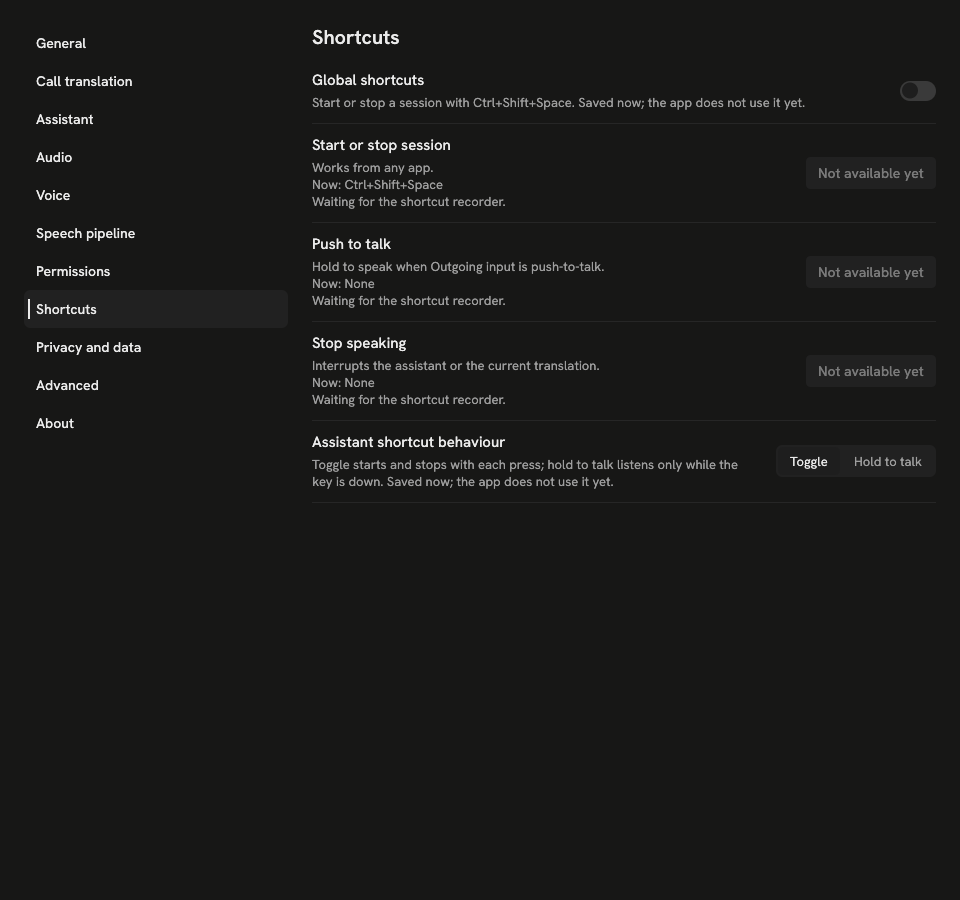 General
Call translation
Assistant
Audio
Voice
Speech pipeline
Permissions
Shortcuts
Privacy and data
Advanced
About
Shortcuts
Global shortcuts
Start or stop a session with Ctrl+Shift+Space. Saved now; the app does not use it yet.
Start or stop session
Works from any app.
Now: Ctrl+Shift+Space
Waiting for the shortcut recorder.
Not available yet
Push to talk
Hold to speak when Outgoing input is push-to-talk.
Now: None
Waiting for the shortcut recorder.
Not available yet
Stop speaking
Interrupts the assistant or the current translation.
Now: None
Waiting for the shortcut recorder.
Not available yet
Assistant shortcut behaviour
Toggle starts and stops with each press; hold to talk listens only while the
key is down. Saved now; the app does not use it yet.
Toggle Hold to talk